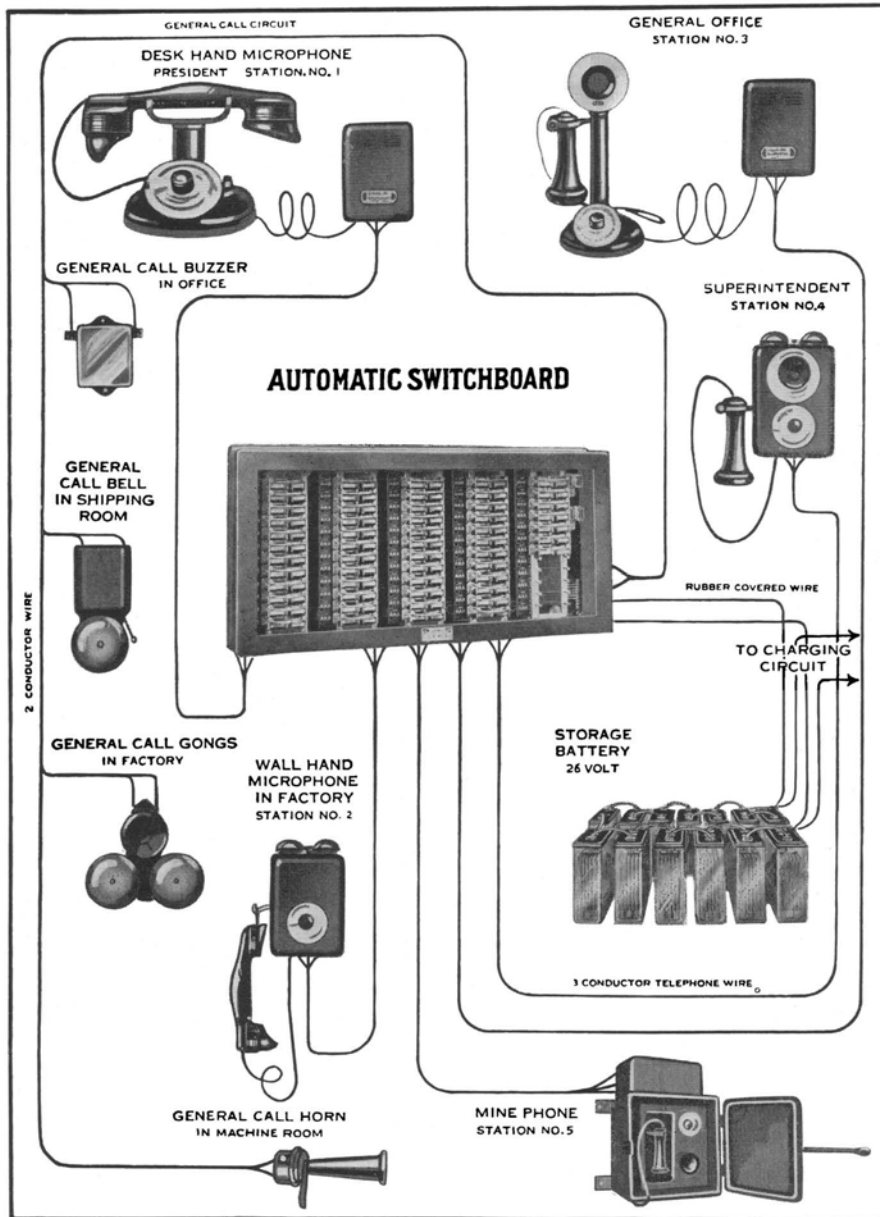 GENERAL CALL CIRCUIT
DESK HAND MICROPHONE
PRESIDENT STATION. NO. 1
GENERAL OFFICE
STATION NO. 3
GENERAL CALL BUZZER
IN OFFICE
SUPERINTENDENT
STATION NO. 4
AUTOMATIC SWITCHBOARD
GENERAL
CALL BELL
IN SHIPPING
ROOM
RUBBER COVERED WIRE
2 CONDUCTOR WIRE
TO CHARGING
CIRCUIT
GENERAL CALL GONGS
IN FACTORY
WALL HAND
MICROPHONE
IN FACTORY
STATION NO. 2
STORAGE
BATTERY
26 VOLT
3 CONDUCTOR TELEPHONE WIRE
GENERAL CALL HORN
IN MACHINE ROOM
MINE PHONE
STATION NO. 5